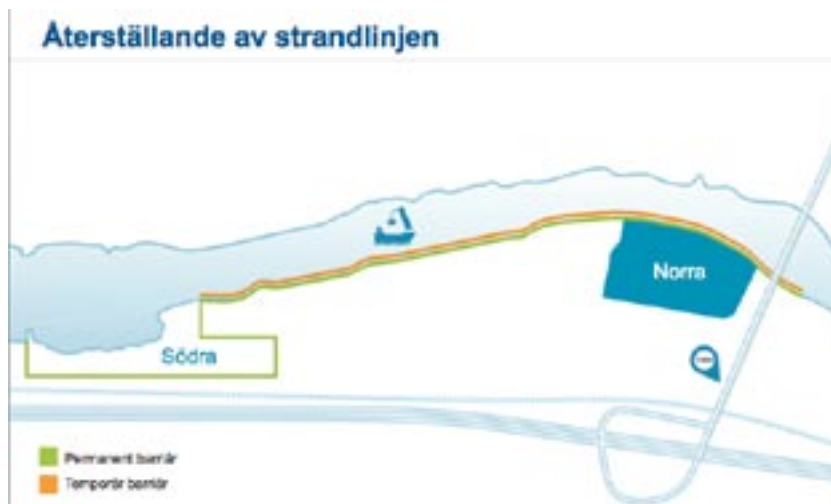 Återställande av strandlinjen
Norra
Södra
Permanent barriär
Temporär barriär